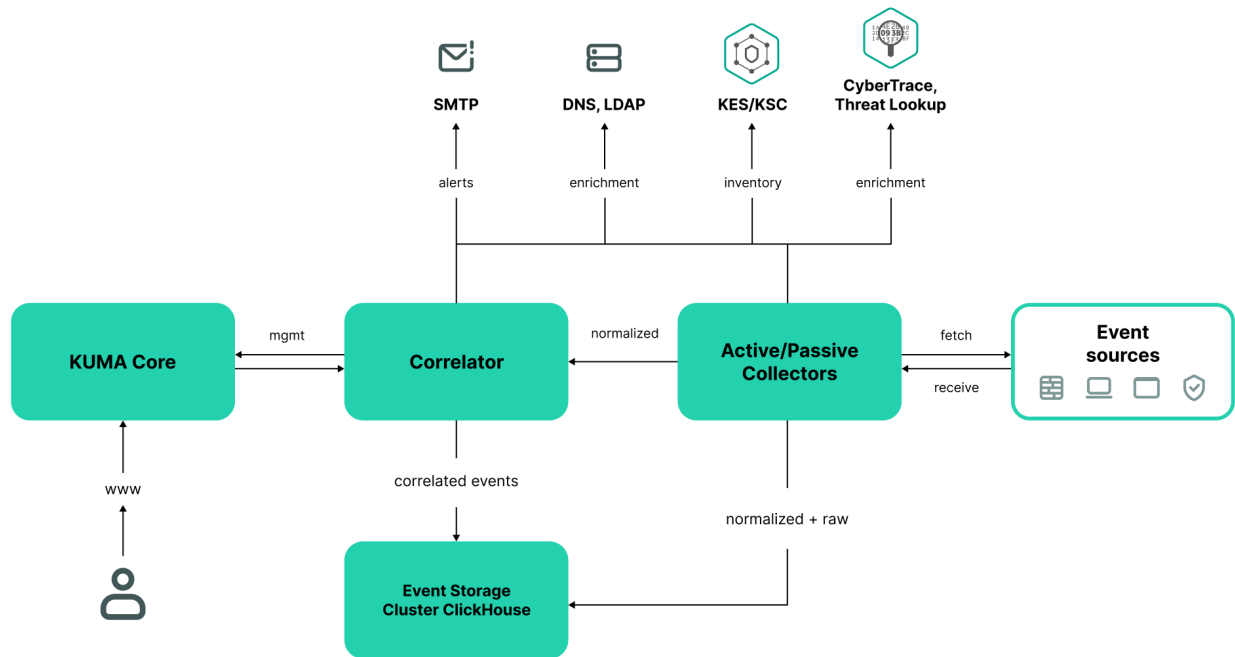 SMTP
DNS, LDAP
KES/KSC
CyberTrace,
Threat Lookup
alerts
enrichment
inventory
enrichment
KUMA Core
mgmt
Correlator
normalized
Active/Passive
Collectors
fetch
receive
Event
sources
www
correlated events
normalized + raw
Event Storage
Cluster ClickHouse